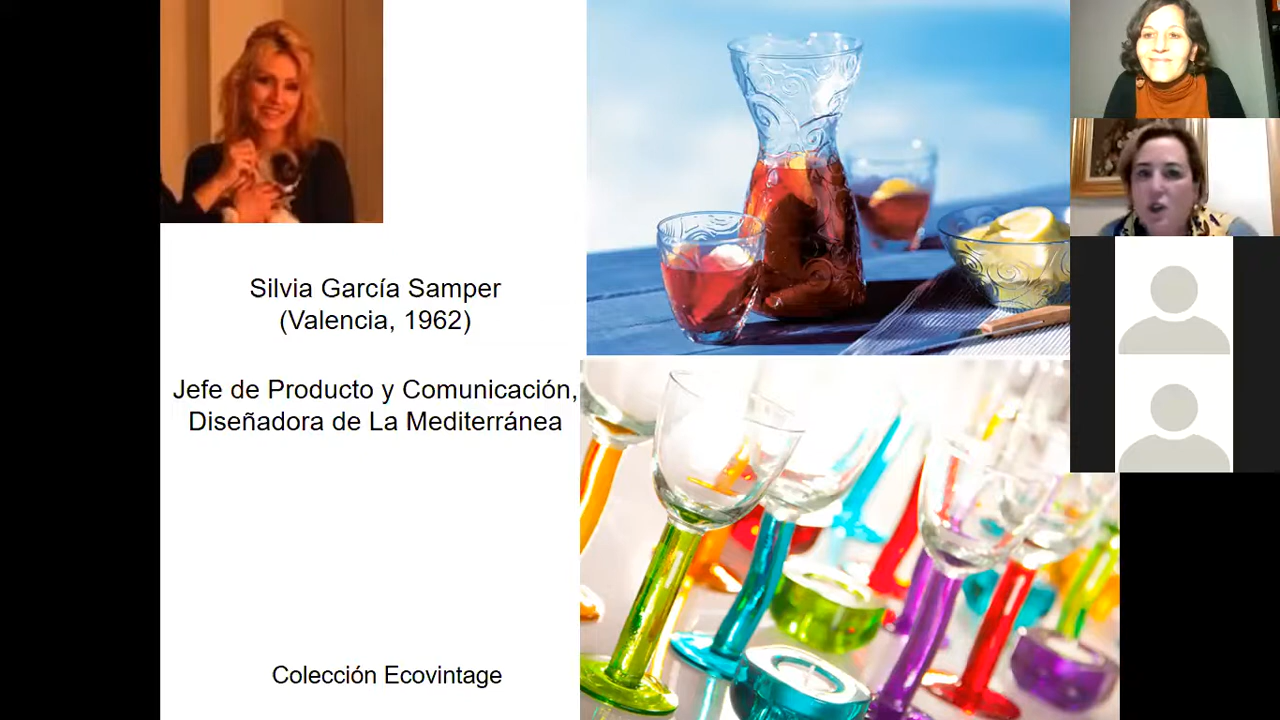 Silvia García Samper
(Valencia, 1962)
Jefe de Producto y Comunicación,
Diseñadora de La Mediterránea
Colección Ecovintage